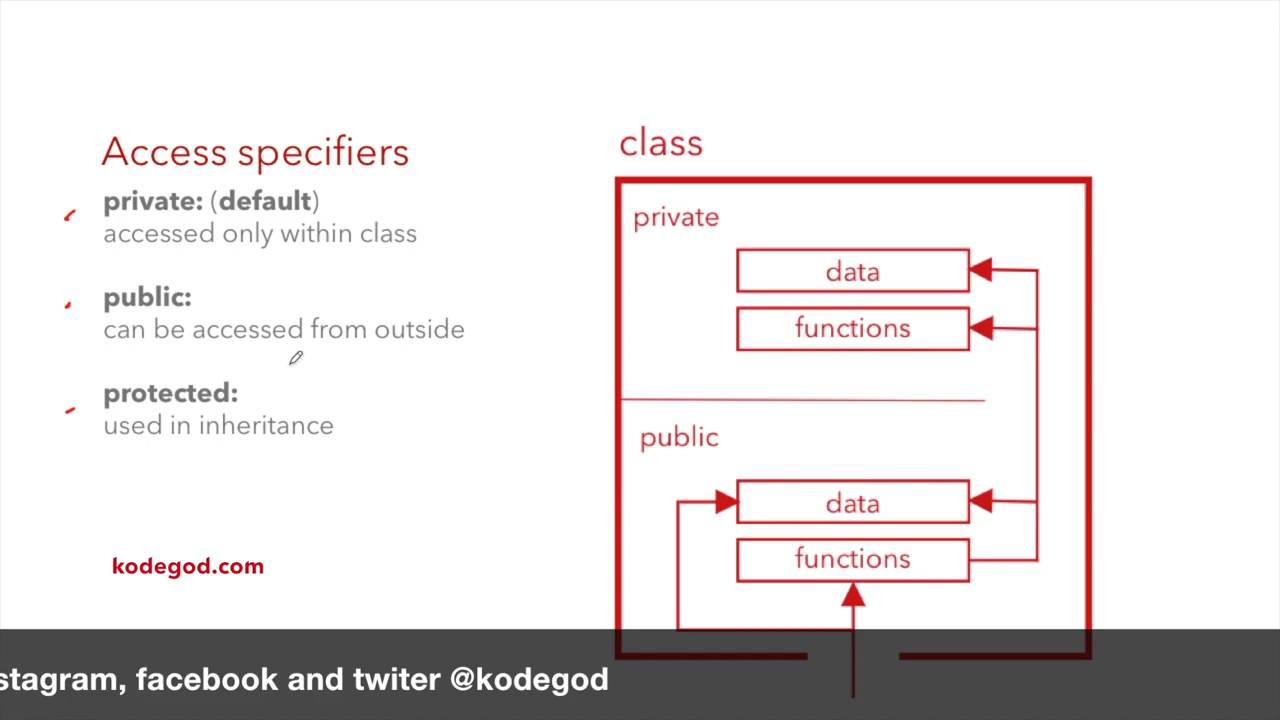 Access specifiers
private: (default)
accessed only within class
public:
can be accessed from outside
protected:
used in inheritance
kodegod.com
class
private
data
functions
public
data
functions
stagram, facebook and twiter @kodegod